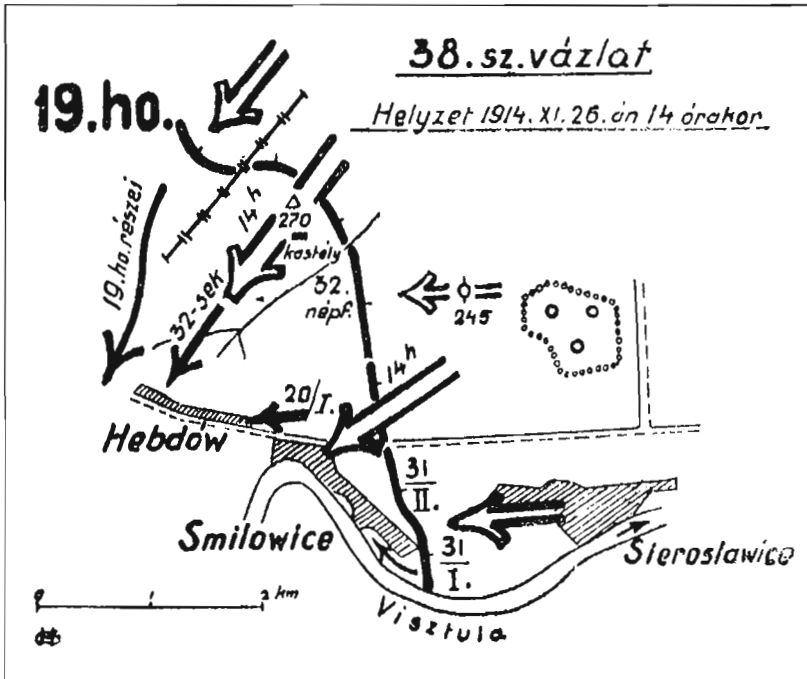 38.sz.vázlat
Helyzet 1914. XI. 26.án 14 órakor
19.ho.
19.ho.részei
14h
270
kastély
32-sek
32.
népf.
245
14h
20/I.
Hebdów
31
II.
Smilowice
31
I.
Sierosławice
Visztula
0 1 2 km